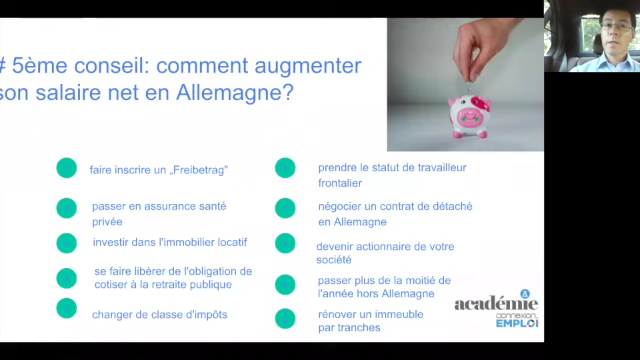 # 5ème conseil: comment augmenter
son salaire net en Allemagne?
faire inscrire un „Freibetrag“
passer en assurance santé
privée
investir dans l'immobilier locatif
se faire libérer de l'obligation de
cotiser à la retraite publique
changer de classe d'impôts
prendre le statut de travailleur
frontalier
négocier un contrat de détaché
en Allemagne
devenir actionnaire de votre
société
passer plus de la moitié de
l'année hors Allemagne
rénover un immeuble
par tranches
académie
connexion
EMPLOI